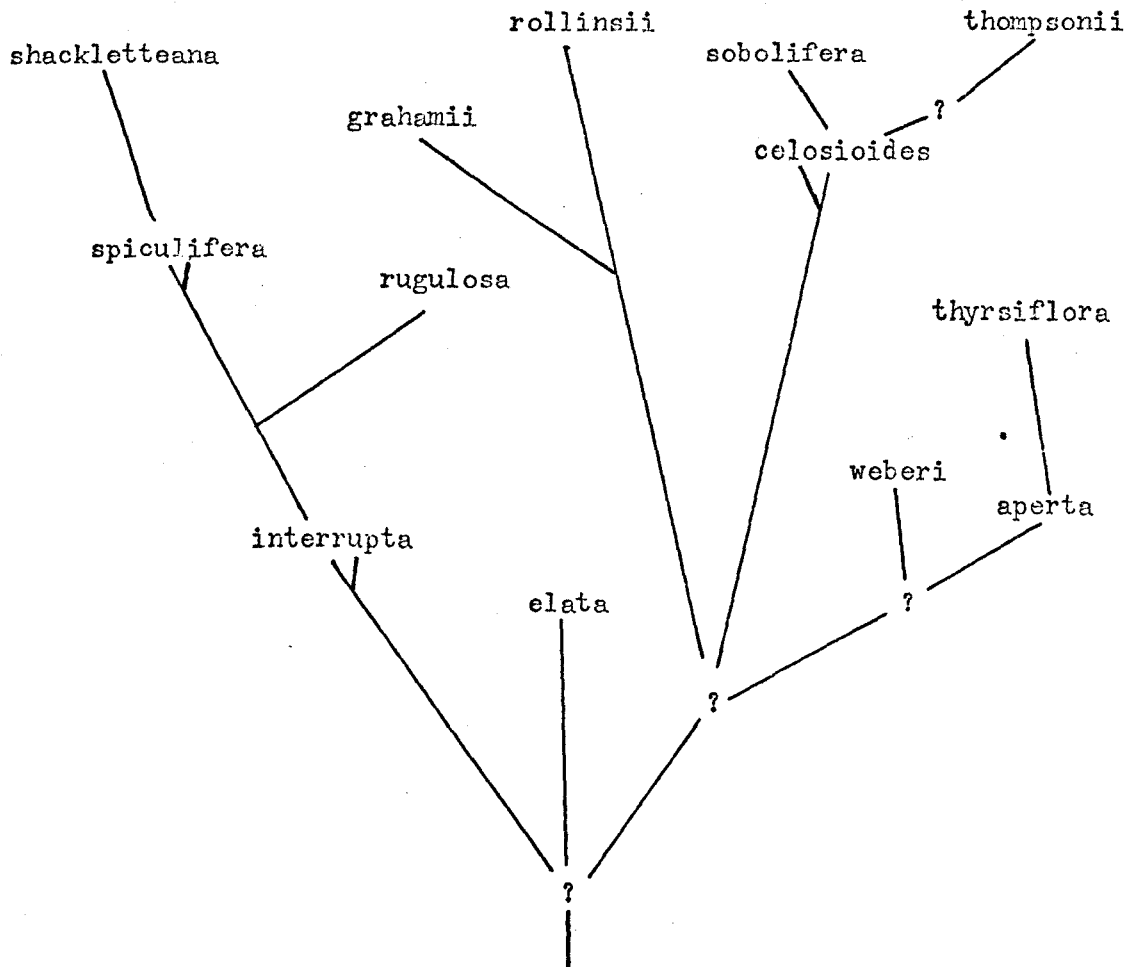 rollinsii
thompsonii
shackletteana
sobolifera
grahamii
?
celosioides
spiculifera
rugulosa
thyrsiflora
weberi
aperta
interrupta
elata
?
?
?